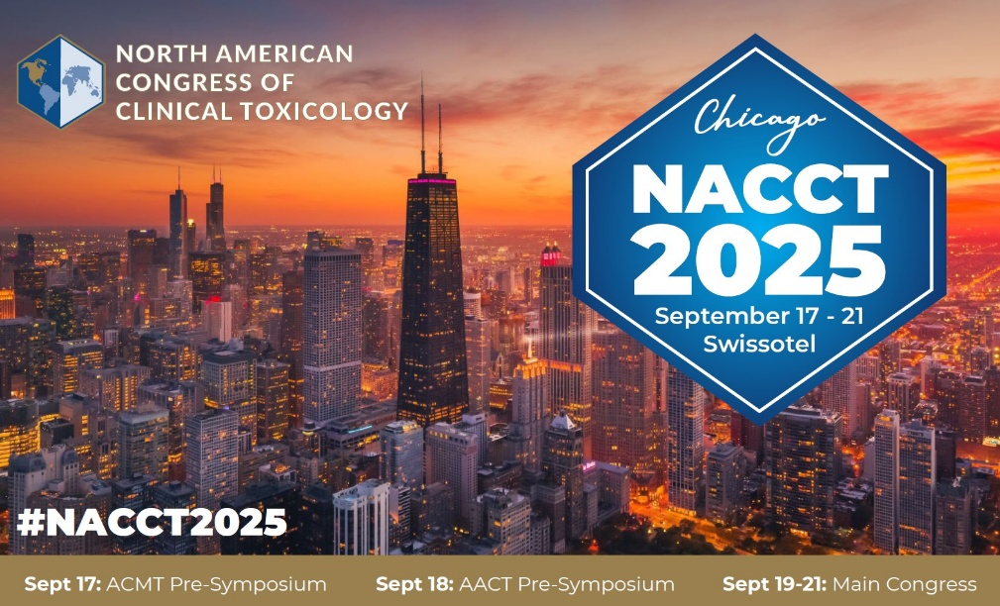 NORTH AMERICAN
CONGRESS OF
CLINICAL TOXICOLOGY
Chicago
NACCT
2025
September 17 - 21
Swissotel
#NACCT2025
Sept 17: ACMT Pre-Symposium
Sept 18: AACT Pre-Symposium
Sept 19-21: Main Congress